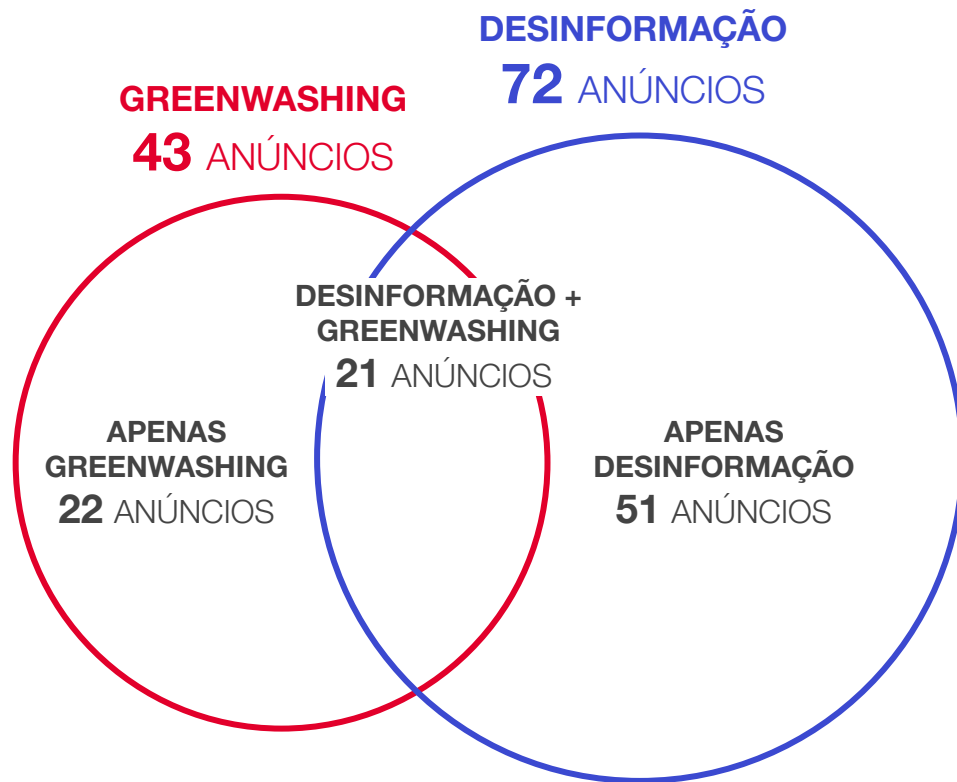 DESINFORMAÇÃO
72 ANÚNCIOS
GREENWASHING
43 ANÚNCIOS
DESINFORMAÇÃO +
GREENWASHING
21 ANÚNCIOS
APENAS
GREENWASHING
22 ANÚNCIOS
APENAS
DESINFORMAÇÃO
51 ANÚNCIOS